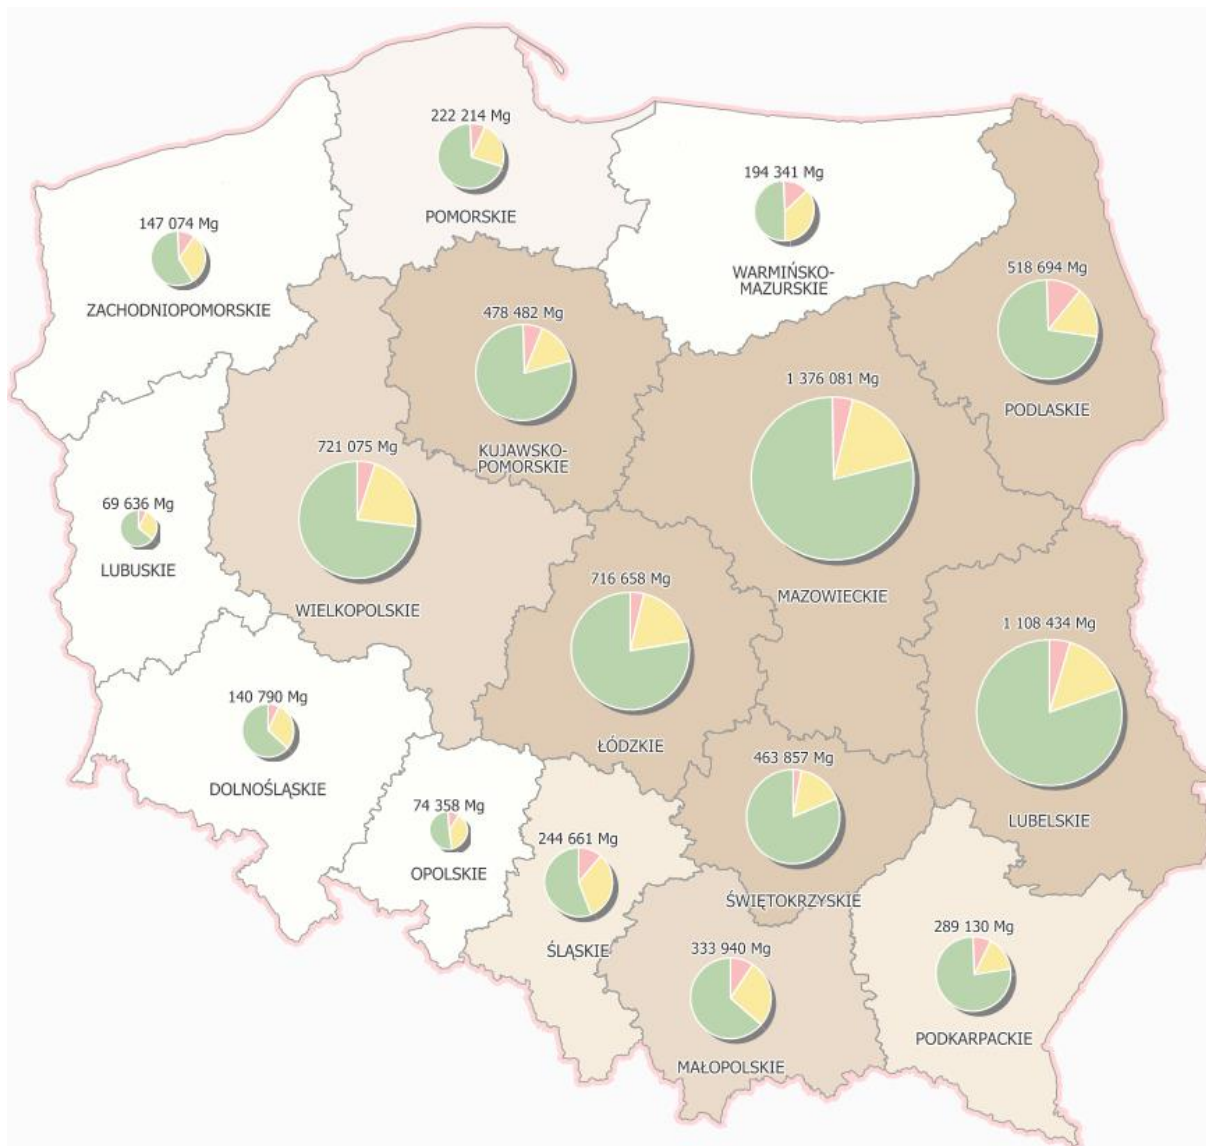 222 214 Mg
POMORSKIE
194 341 Mg
WARMIŃSKO-
MAZURSKIE
147 074 Mg
ZACHODNIOPOMORSKIE
518 694 Mg
PODLASKIE
478 482 Mg
KUJAWSKO-
POMORSKIE
1 376 081 Mg
MAZOWIECKIE
721 075 Mg
WIELKOPOLSKIE
69 636 Mg
LUBUSKIE
716 658 Mg
ŁÓDZKIE
1 108 434 Mg
LUBELSKIE
140 790 Mg
DOLNOŚLĄSKIE
74 358 Mg
OPOLSKIE
463 857 Mg
ŚWIĘTOKRZYSKIE
244 661 Mg
ŚLĄSKIE
333 940 Mg
MAŁOPOLSKIE
289 130 Mg
PODKARPACKIE